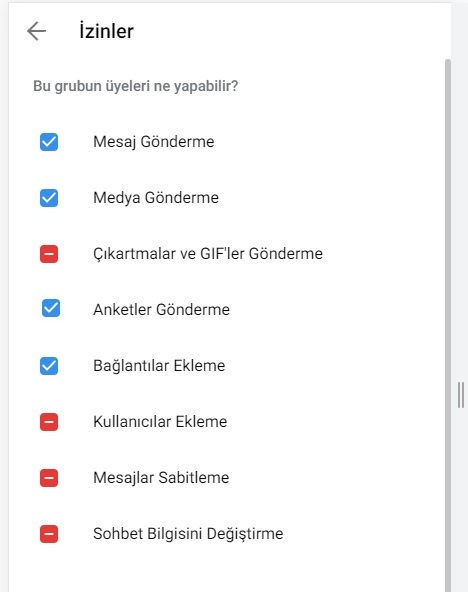 İzinler
Bu grubun üyeleri ne yapabilir?
Mesaj Gönderme
Medya Gönderme
Çıkartmalar ve GIF'ler Gönderme
Anketler Gönderme
Bağlantılar Ekleme
Kullanıcılar Ekleme
Mesajlar Sabitleme
Sohbet Bilgisini Değiştirme